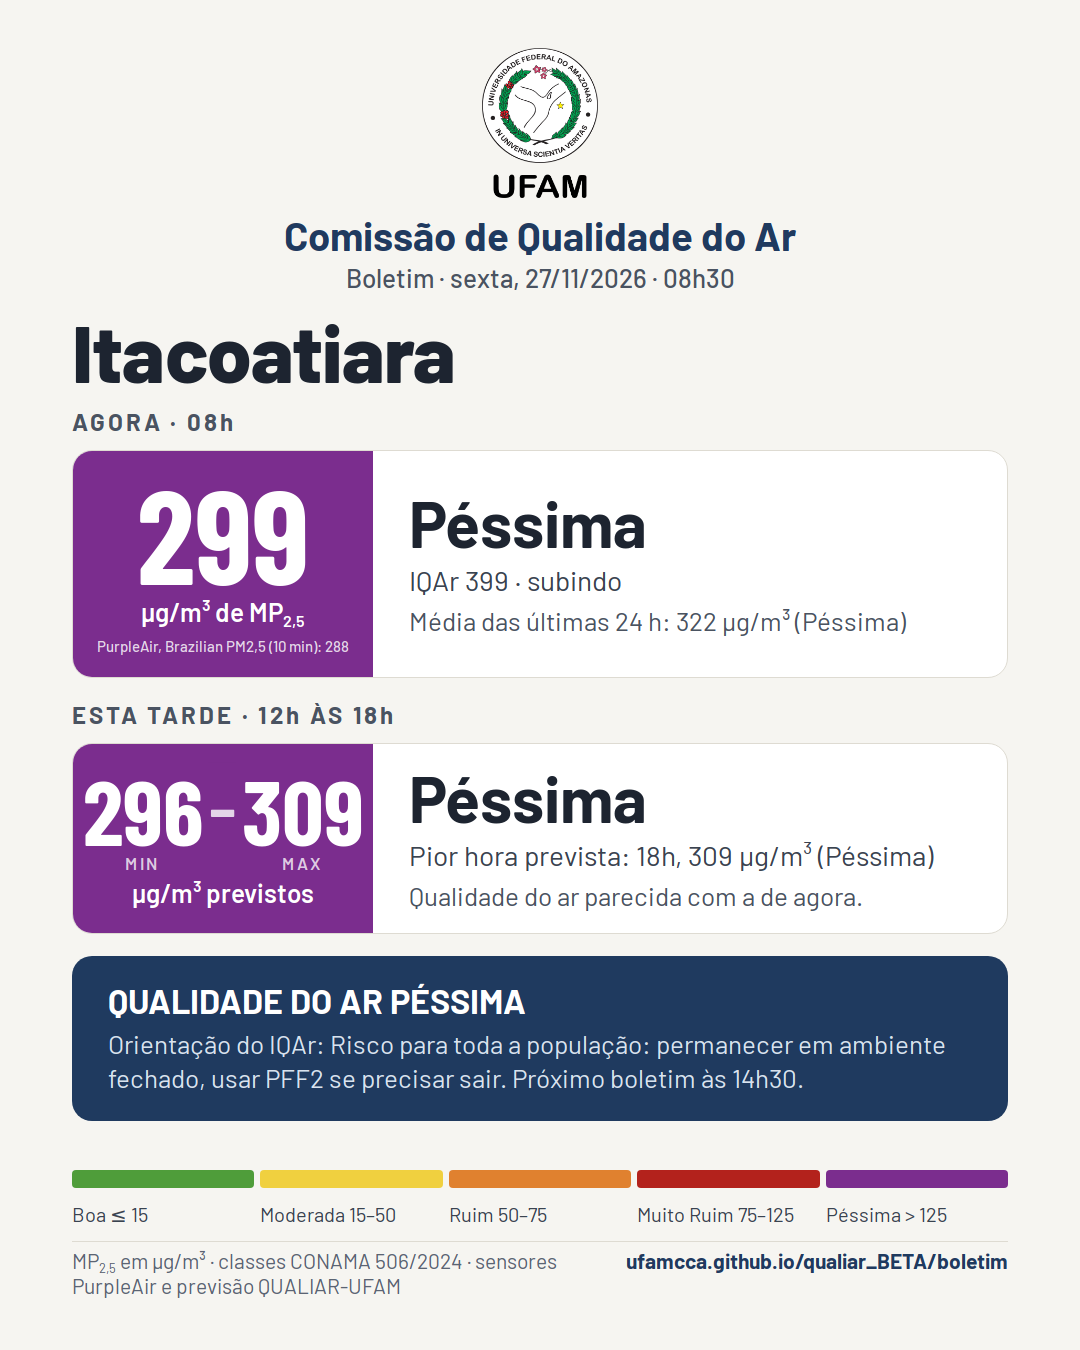 UNIVERSIDADE FEDERAL DO AMAZONAS
IN UNIVERSA SCIENTIA VERITAS
UFAM
Comissão de Qualidade do Ar
Boletim · sexta, 27/11/2026 · 08h30
Itacoatiara
AGORA · 08h
299
µg/m³ de MP2,5
PurpleAir, Brazilian PM2,5 (10 min): 288
Péssima
IQAr 399 · subindo
Média das últimas 24 h: 322 µg/m³ (Péssima)
ESTA TARDE · 12h ÀS 18h
296 – 309
MIN MAX
µg/m³ previstos
Péssima
Pior hora prevista: 18h, 309 µg/m³ (Péssima)
Qualidade do ar parecida com a de agora.
QUALIDADE DO AR PÉSSIMA
Orientação do IQAr: Risco para toda a população: permanecer em ambiente
fechado, usar PFF2 se precisar sair. Próximo boletim às 14h30.
Boa ≤ 15 Moderada 15–50 Ruim 50–75 Muito Ruim 75–125 Péssima > 125
MP2,5 em µg/m³ · classes CONAMA 506/2024 · sensores
PurpleAir e previsão QUALIAR-UFAM
ufamcca.github.io/qualiar_BETA/boletim